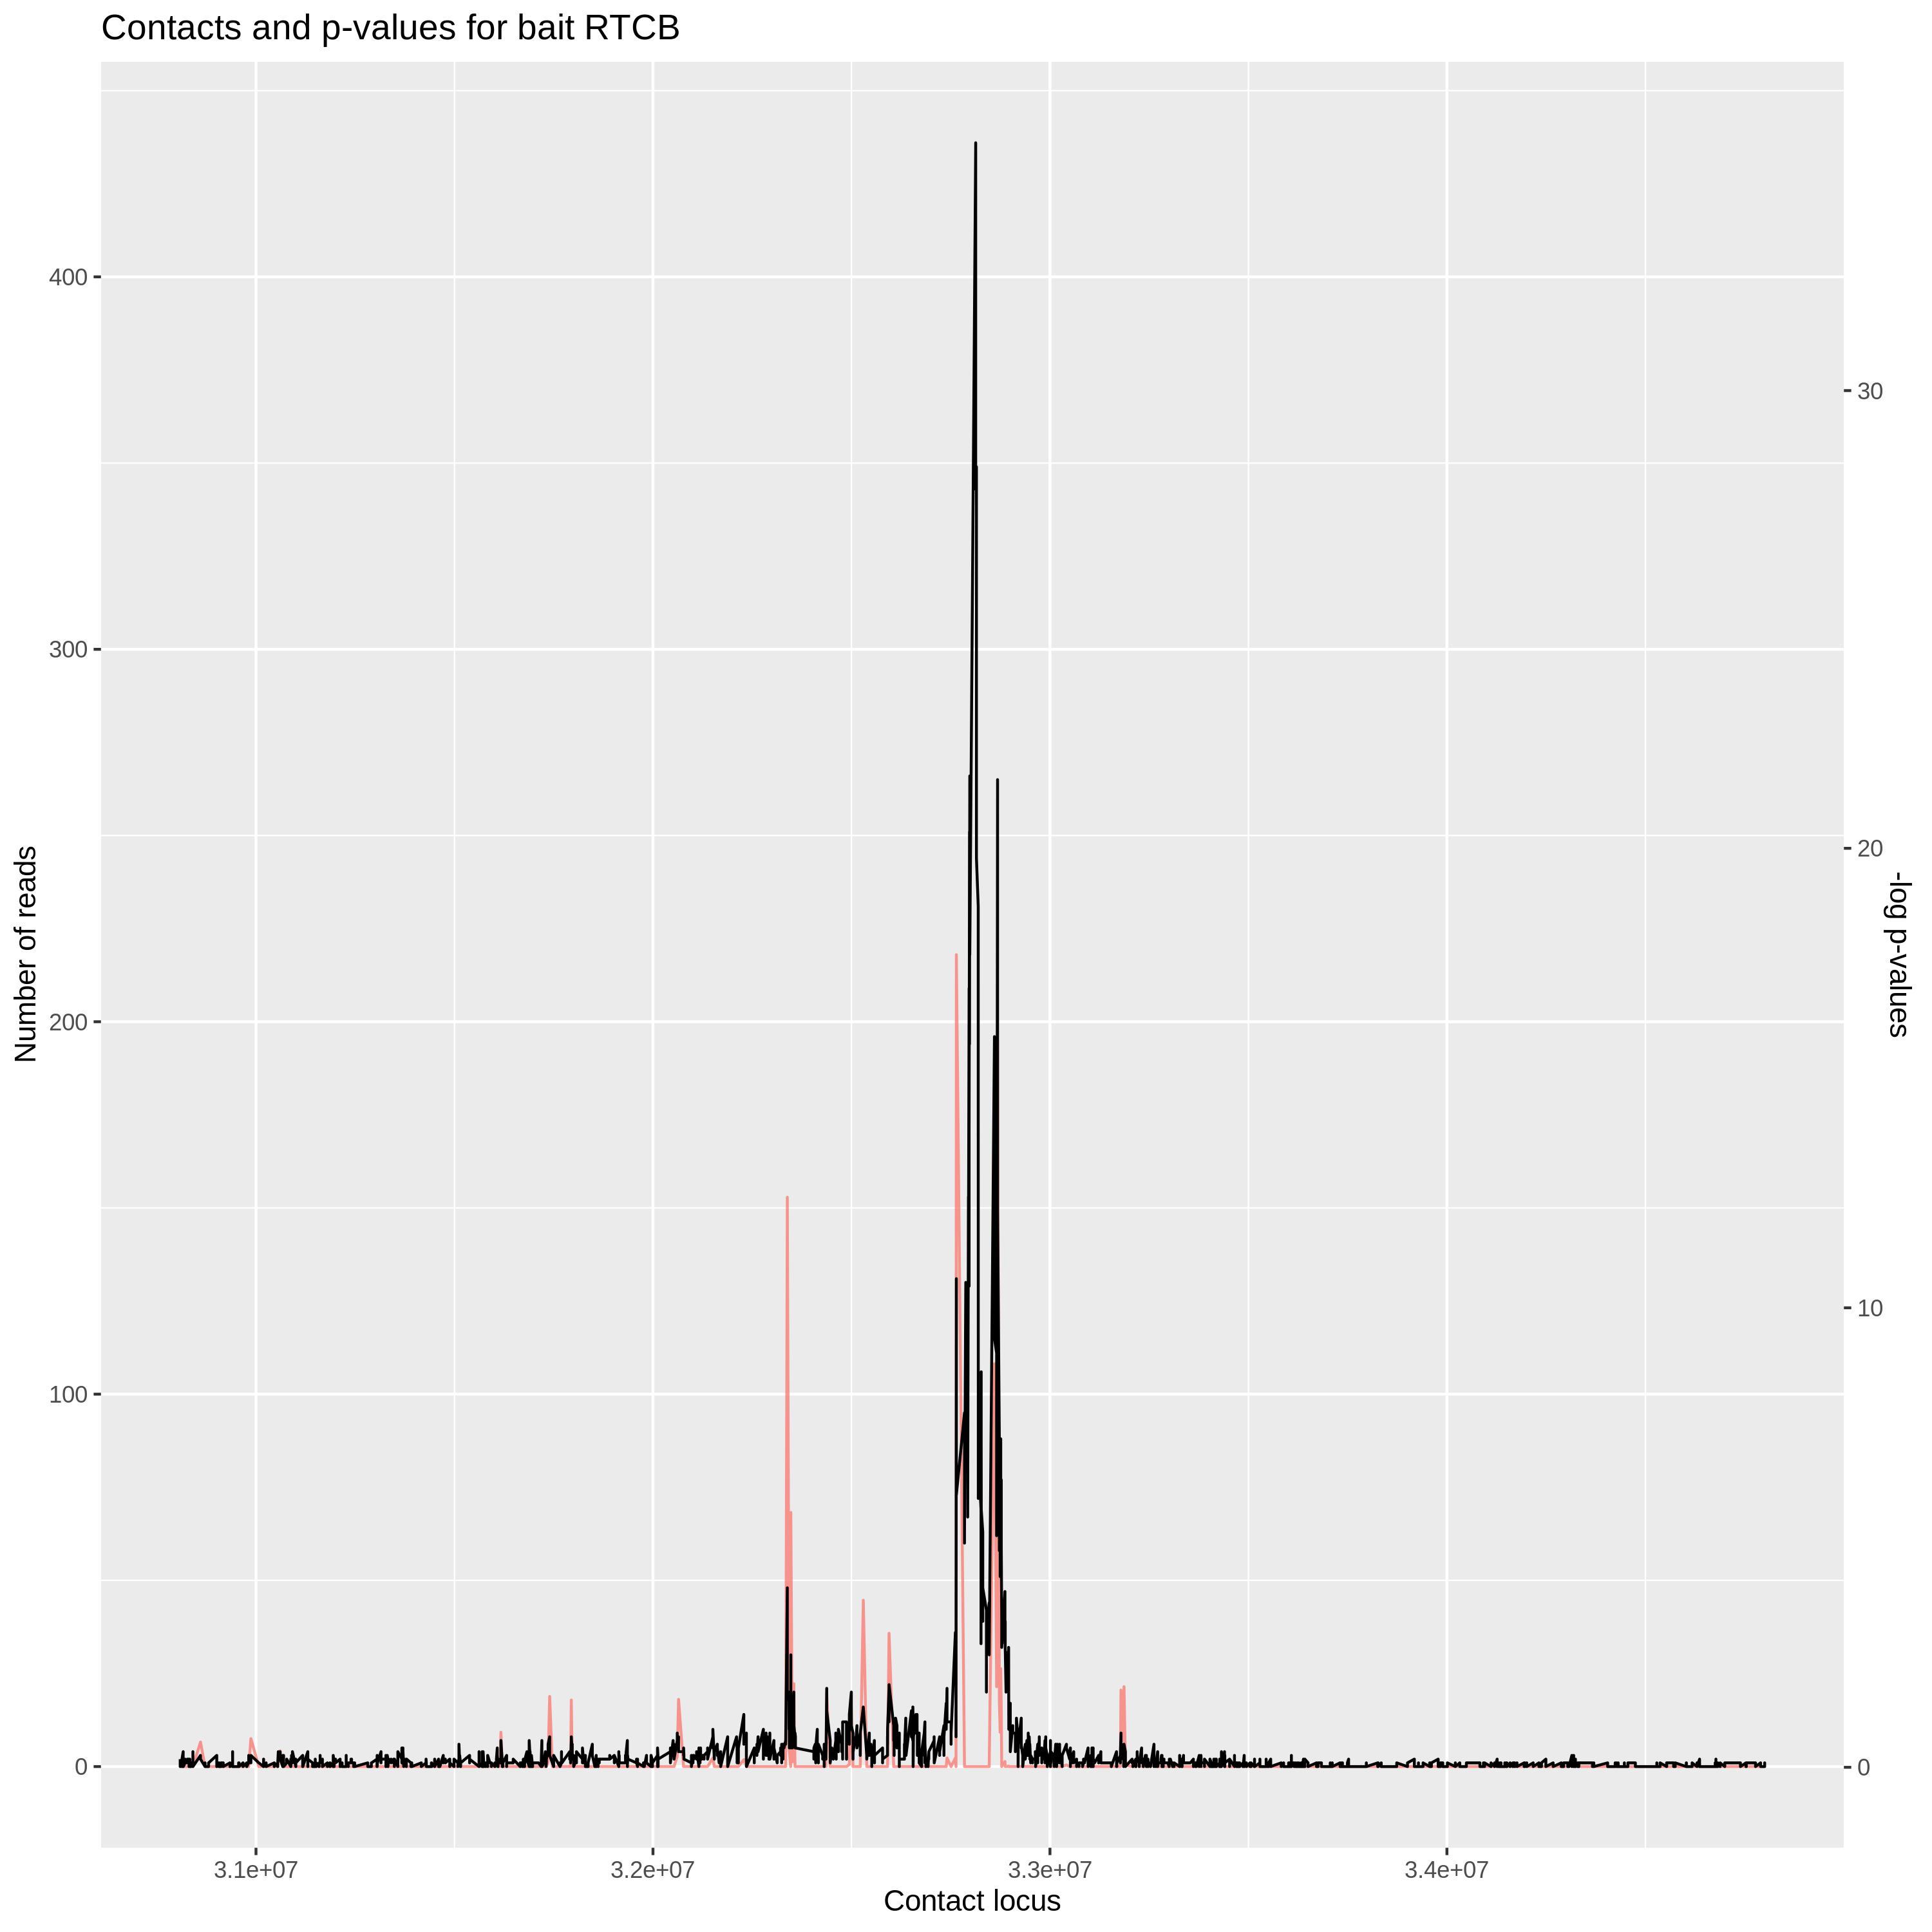 Contacts and p-values for bait RTCB
400
300
200
100
0
Number of reads
30
20
10
0
-log p-values
3.1e+07
3.2e+07
3.3e+07
3.4e+07
Contact locus